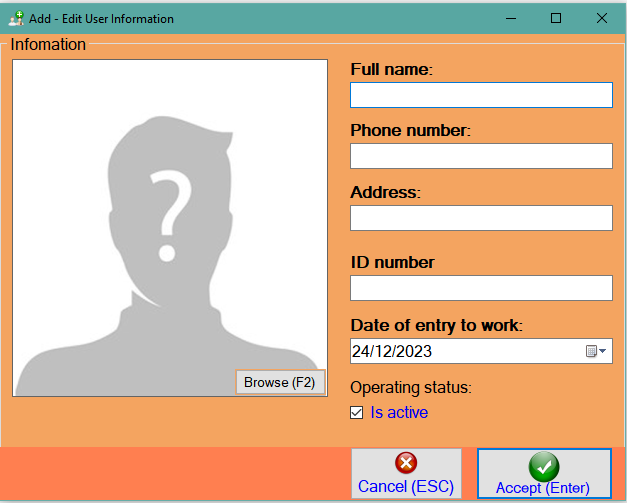 Add - Edit User Information
Infomation
?
Browse (F2)
Full name:
Phone number:
Address:
ID number
Date of entry to work:
24/12/2023
Operating status:
Is active
Cancel (ESC)
Accept (Enter)